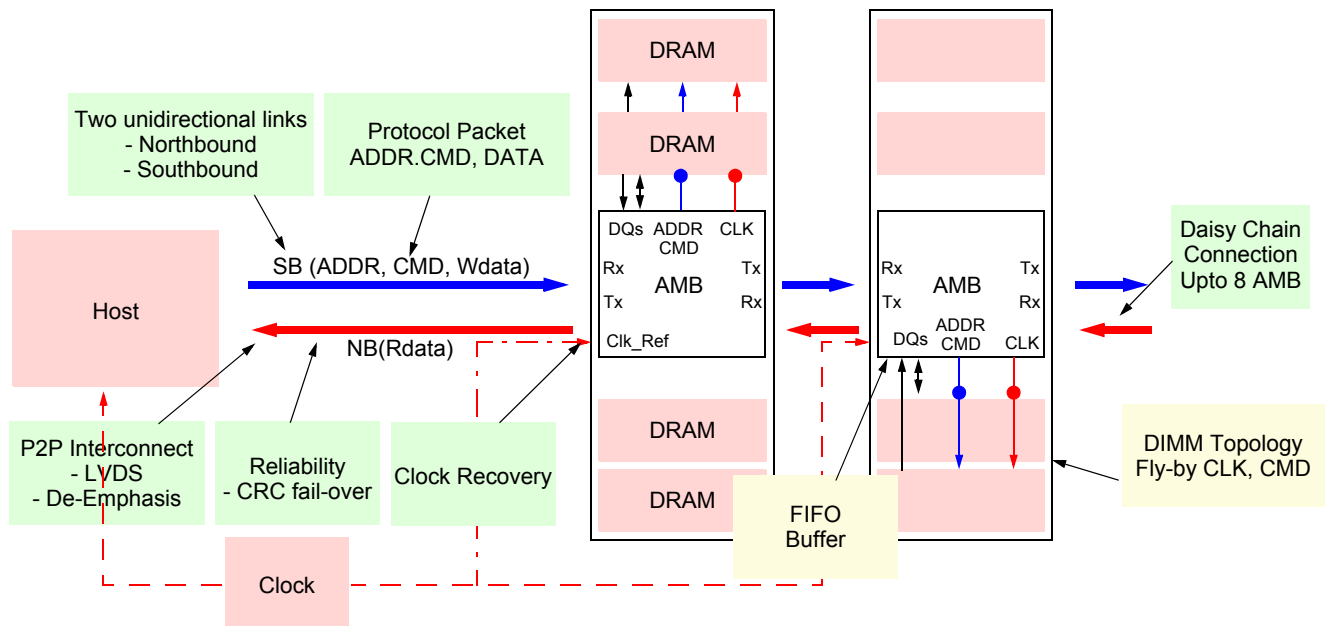 DRAM
Two unidirectional links
- Northbound
- Southbound
Protocol Packet
ADDR.CMD, DATA
DRAM
Host
SB (ADDR, CMD, Wdata)
NB(Rdata)
DQs ADDR CMD CLK
Rx Tx
AMB
Tx Rx
Clk_Ref
Rx Tx
AMB
Tx Rx
DQs ADDR CMD CLK
Daisy Chain
Connection
Upto 8 AMB
P2P Interconnect
- LVDS
- De-Emphasis
Reliability
- CRC fail-over
Clock Recovery
DRAM
DRAM
FIFO
Buffer
DIMM Topology
Fly-by CLK, CMD
Clock